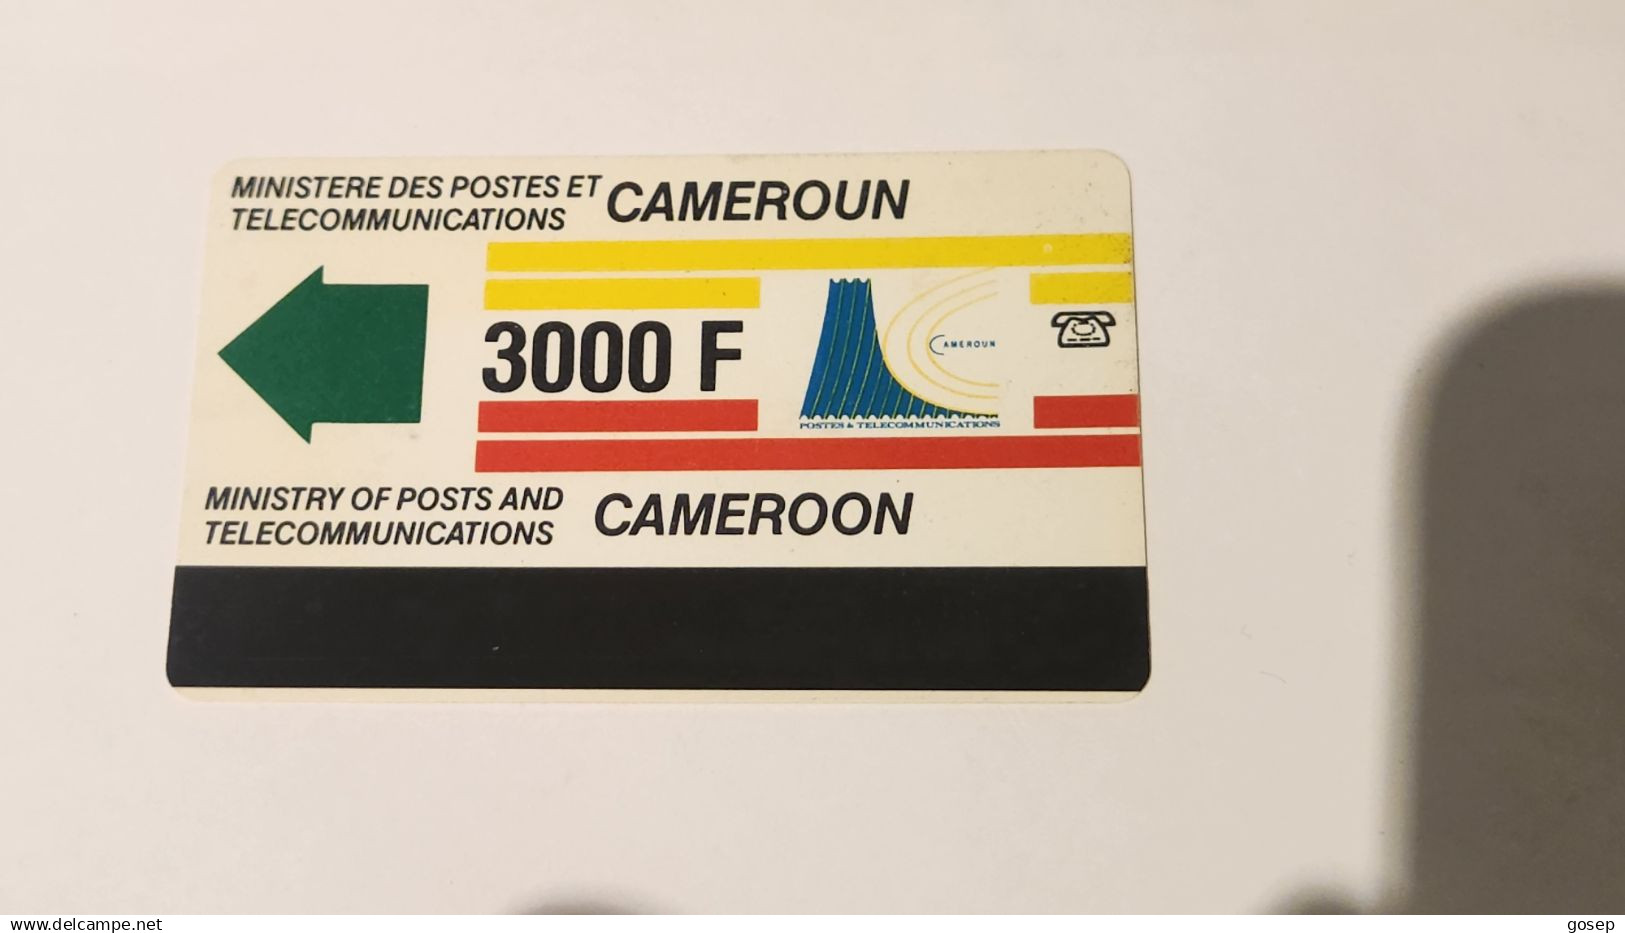 MINISTERE DES POSTES ET
TELECOMMUNICATIONS
CAMEROUN
3000 F
CAMEROUN
POSTES & TELECOMMUNICATIONS
MINISTRY OF POSTS AND
TELECOMMUNICATIONS
CAMEROON
www.delcampe.net
gosep